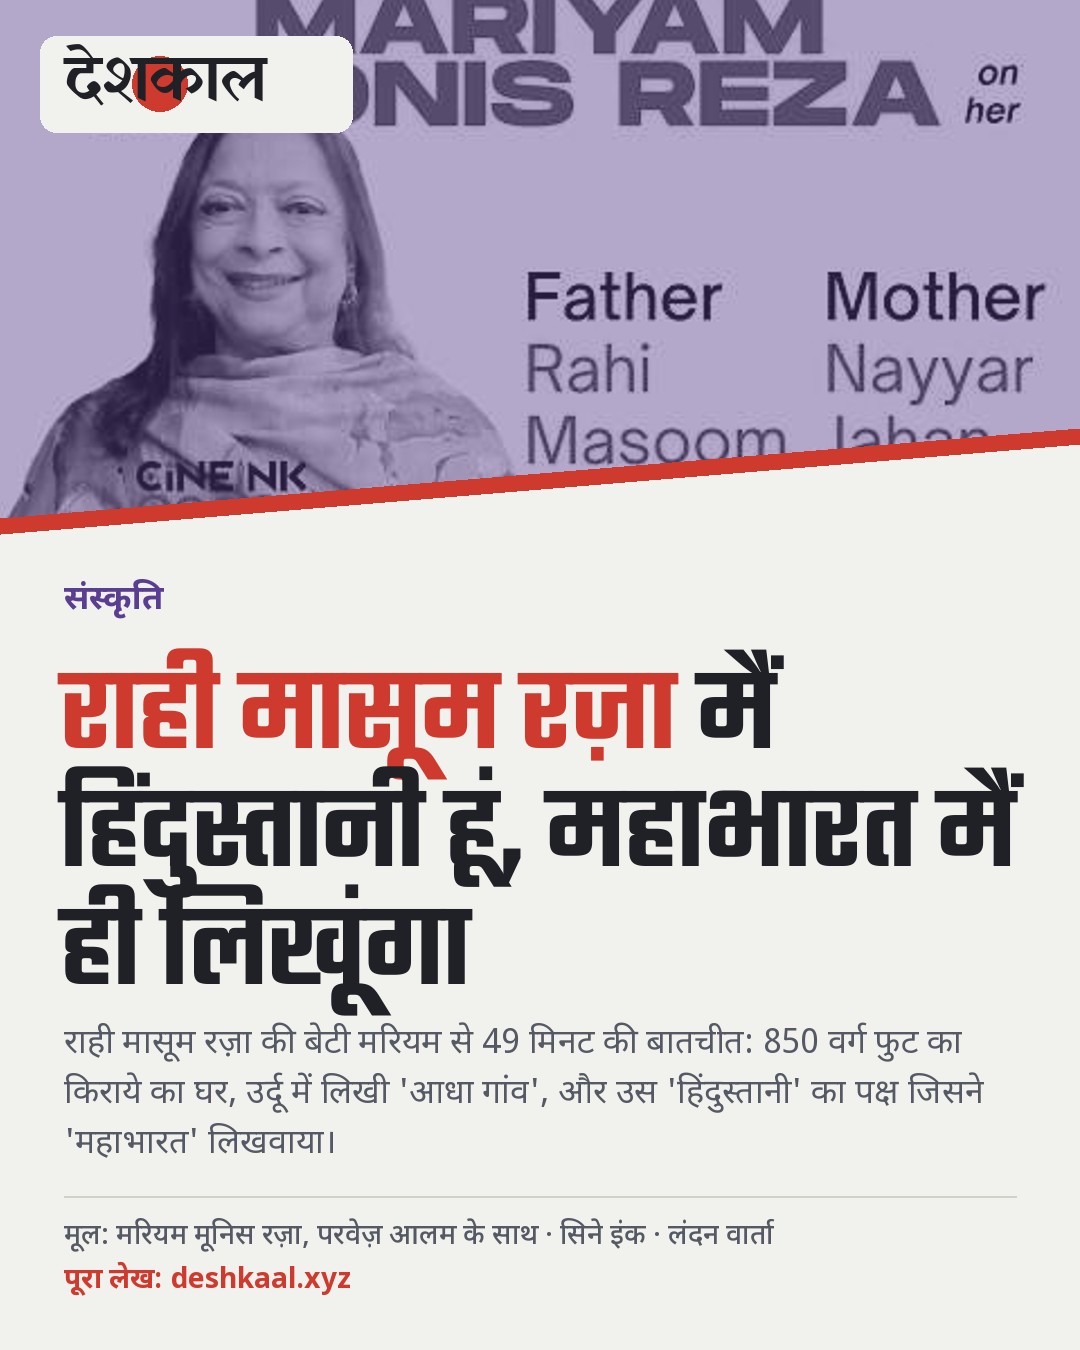 देशकाल
MARIYAM
ONIS REZA
on
her
Father
Rahi
Masoom
Mother
Nayyar
Jahan
CiNE iNK
संस्कृति
राही मासूम रज़ा में
हिंदुस्तानी हूं, महाभारत मैं
ही लिखूंगा
राही मासूम रज़ा की बेटी मरियम से 49 मिनट की बातचीत: 850 वर्ग फुट का
किराये का घर, उर्दू में लिखी 'आधा गांव', और उस 'हिंदुस्तानी' का पक्ष जिसने
'महाभारत' लिखवाया।
मूल: मरियम मूनिस रज़ा, परवेज़ आलम के साथ · सिने इंक · लंदन वार्ता
पूरा लेख: deshkaal.xyz